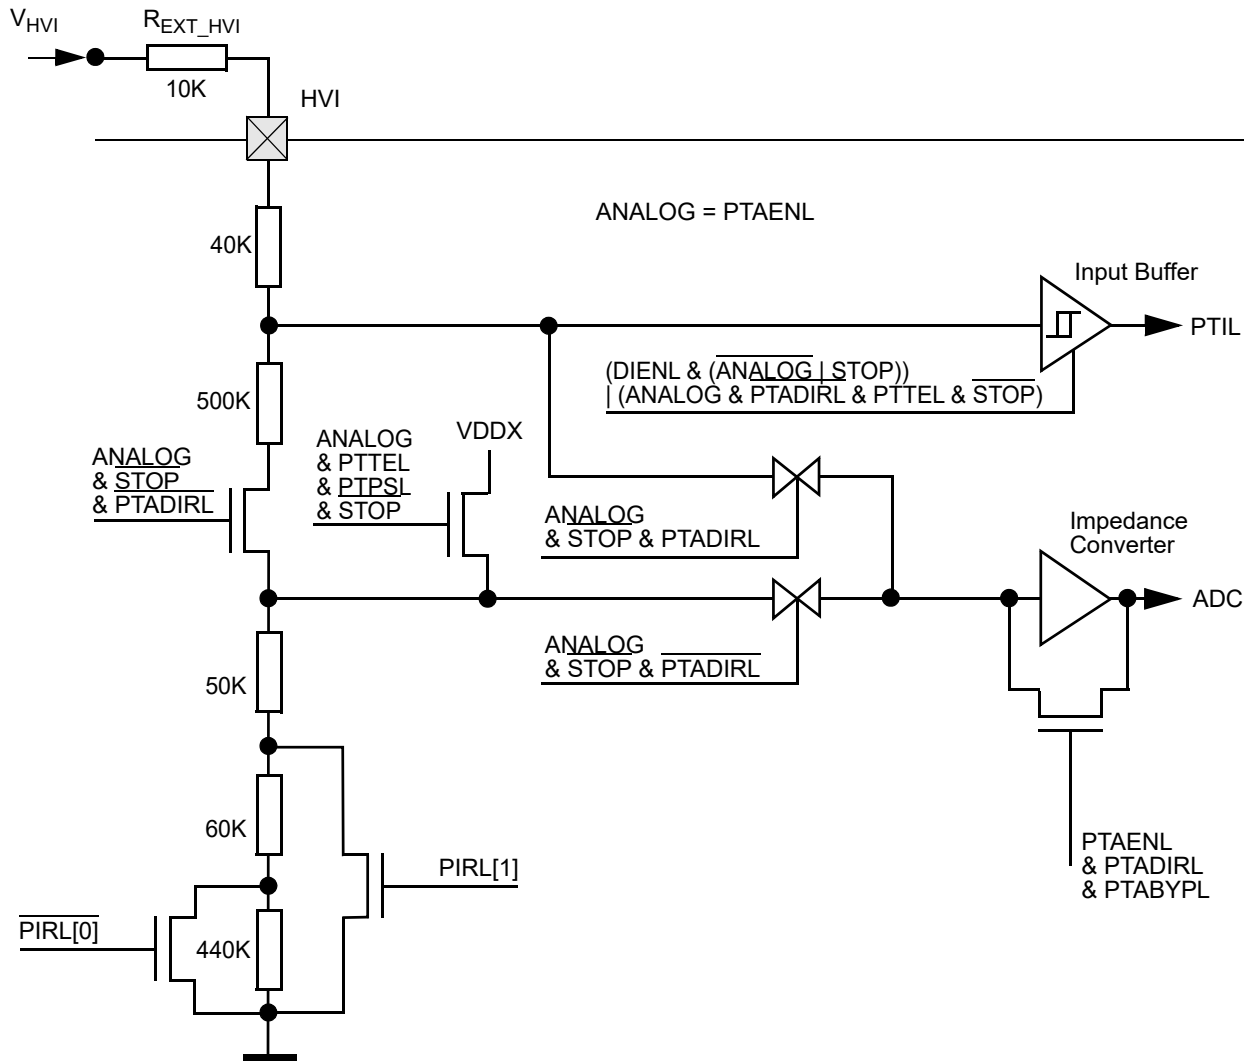 VHVI
REXT_HVI
10K
HVI
40K
ANALOG = PTAENL
Input Buffer
PTIL
(DIENL & (ANALOG | STOP))
| (ANALOG & PTADIRL & PTTEL & STOP)
500K
VDDX
ANALOG
& STOP
& PTADIRL
ANALOG
& PTTEL
& PTPSL
& STOP
ANALOG
& STOP & PTADIRL
Impedance
Converter
ADC
ANALOG
& STOP & PTADIRL
50K
60K
PIRL[1]
PTAENL
& PTADIRL
& PTABYPL
PIRL[0]
440K